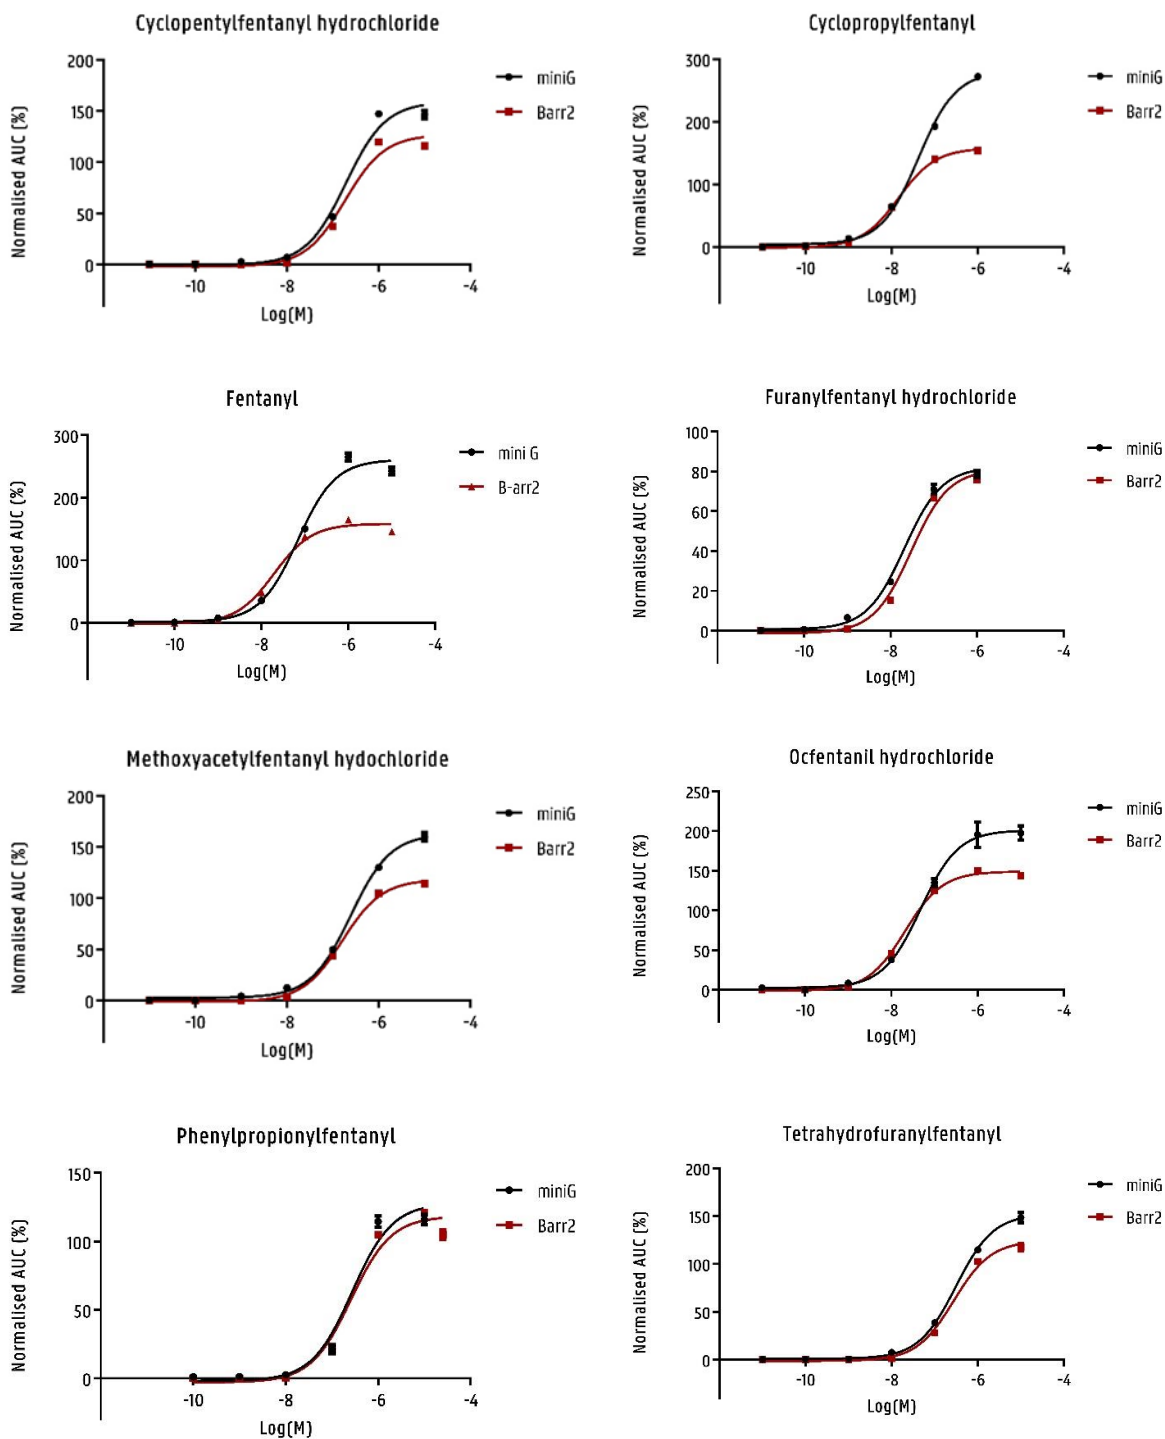 Cyclopentylfentanyl hydrochloride
Normalised AUC (%)
200
150
100
50
0
-10
-8
-6
-4
Log(M)
miniG
Barr2
Cyclopropylfentanyl
Normalised AUC (%)
300
200
100
0
-10
-8
-6
-4
Log(M)
miniG
Barr2
Fentanyl
Normalised AUC (%)
300
200
100
0
-10
-8
-6
-4
Log(M)
mini G
B-arr2
Furanylfentanyl hydrochloride
Normalised AUC (%)
100
80
60
40
20
0
-10
-8
-6
-4
Log(M)
miniG
Barr2
Methoxyacetylfentanyl hydochloride
Normalised AUC (%)
200
150
100
50
0
-10
-8
-6
-4
Log(M)
miniG
Barr2
Ocfentanil hydrochloride
Normalised AUC (%)
250
200
150
100
50
0
-10
-8
-6
-4
Log(M)
miniG
Barr2
Phenylpropionylfentanyl
Normalised AUC (%)
150
100
50
0
-10
-8
-6
-4
Log(M)
miniG
Barr2
Tetrahydrofuranylfentanyl
Normalised AUC (%)
200
150
100
50
0
-10
-8
-6
-4
Log(M)
miniG
Barr2